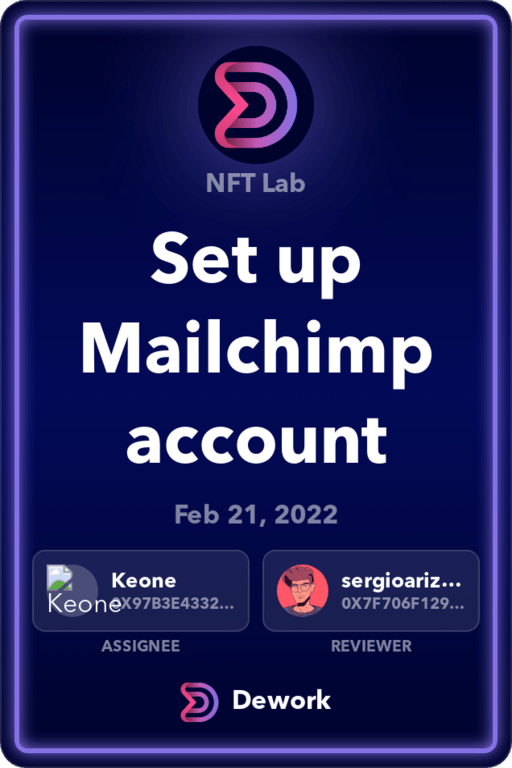 NFT Lab
Set up
Mailchimp
account
Feb 21, 2022
Keone
Keone
0X97B3E4332...
sergioariz...
0X7F706F129...
ASSIGNEE
REVIEWER
Dework